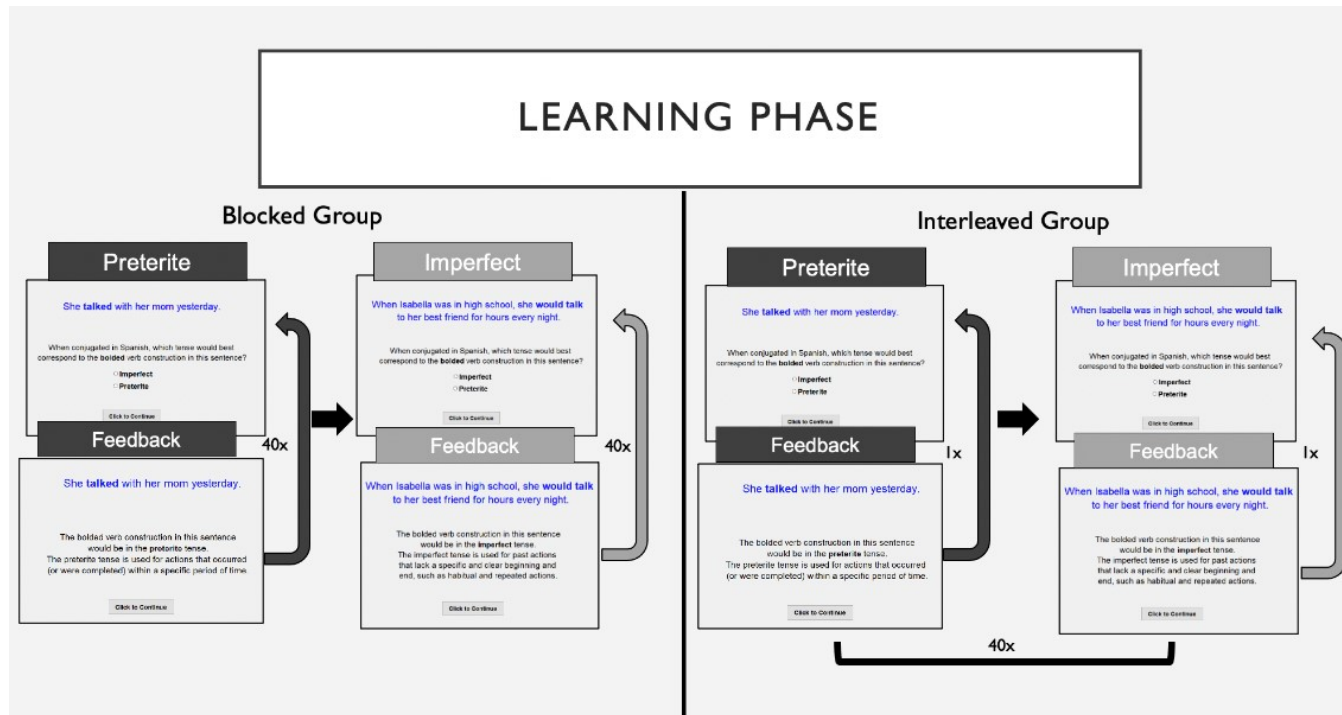 LEARNING PHASE
Blocked Group
Preterite
She talked with her mom yesterday.
When conjugated in Spanish, which tense would best
correspond to the bolded verb construction in this sentence?
Imperfect
Preterite
Click to Continue
Feedback
She talked with her mom yesterday.
The bolded verb construction in this sentence
would be in the preterite tense.
The preterite tense is used for actions that occurred
(or were completed) within a specific period of time.
Click to Continue
40x
Imperfect
When Isabella was in high school, she would talk
to her best friend for hours every night.
When conjugated in Spanish, which tense would best
correspond to the bolded verb construction in this sentence?
Imperfect
Preterite
Click to Continue
Feedback
When Isabella was in high school, she would talk
to her best friend for hours every night.
The bolded verb construction in this sentence
would be in the imperfect tense.
The imperfect tense is used for past actions
that lack a specific and clear beginning and
end, such as habitual and repeated actions.
Click to Continue
40x
Interleaved Group
Preterite
She talked with her mom yesterday.
When conjugated in Spanish, which tense would best
correspond to the bolded verb construction in this sentence?
Imperfect
Preterite
Click to Continue
Feedback
She talked with her mom yesterday.
The bolded verb construction in this sentence
would be in the preterite tense.
The preterite tense is used for actions that occurred
(or were completed) within a specific period of time.
Click to Continue
1x
Imperfect
When Isabella was in high school, she would talk
to her best friend for hours every night.
When conjugated in Spanish, which tense would best
correspond to the bolded verb construction in this sentence?
Imperfect
Preterite
Click to Continue
Feedback
When Isabella was in high school, she would talk
to her best friend for hours every night.
The bolded verb construction in this sentence
would be in the imperfect tense.
The imperfect tense is used for past actions
that lack a specific and clear beginning and
end, such as habitual and repeated actions.
Click to Continue
1x
40x